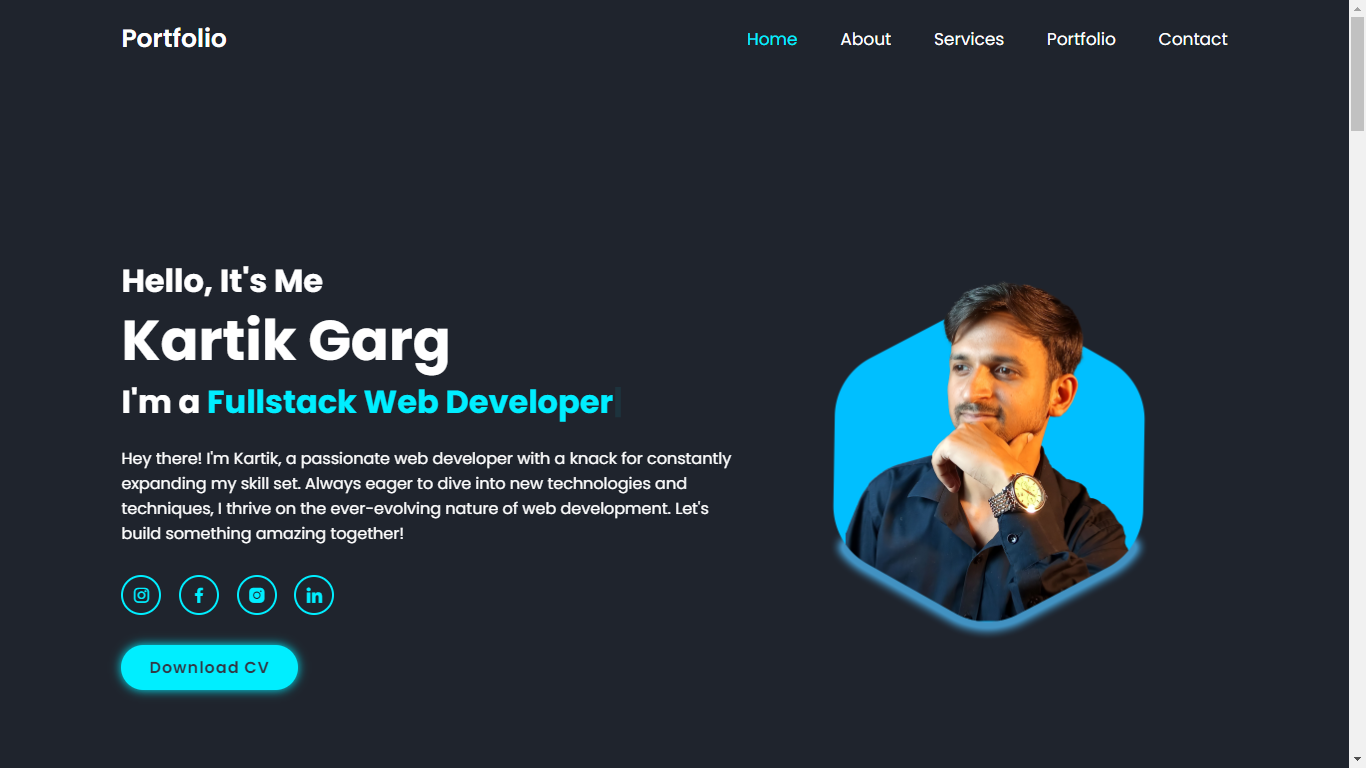 Portfolio
Home About Services Portfolio Contact
Hello, It's Me
Kartik Garg
I'm a Fullstack Web Developer
Hey there! I'm Kartik, a passionate web developer with a knack for constantly
expanding my skill set. Always eager to dive into new technologies and
techniques, I thrive on the ever-evolving nature of web development. Let's
build something amazing together!
Download CV